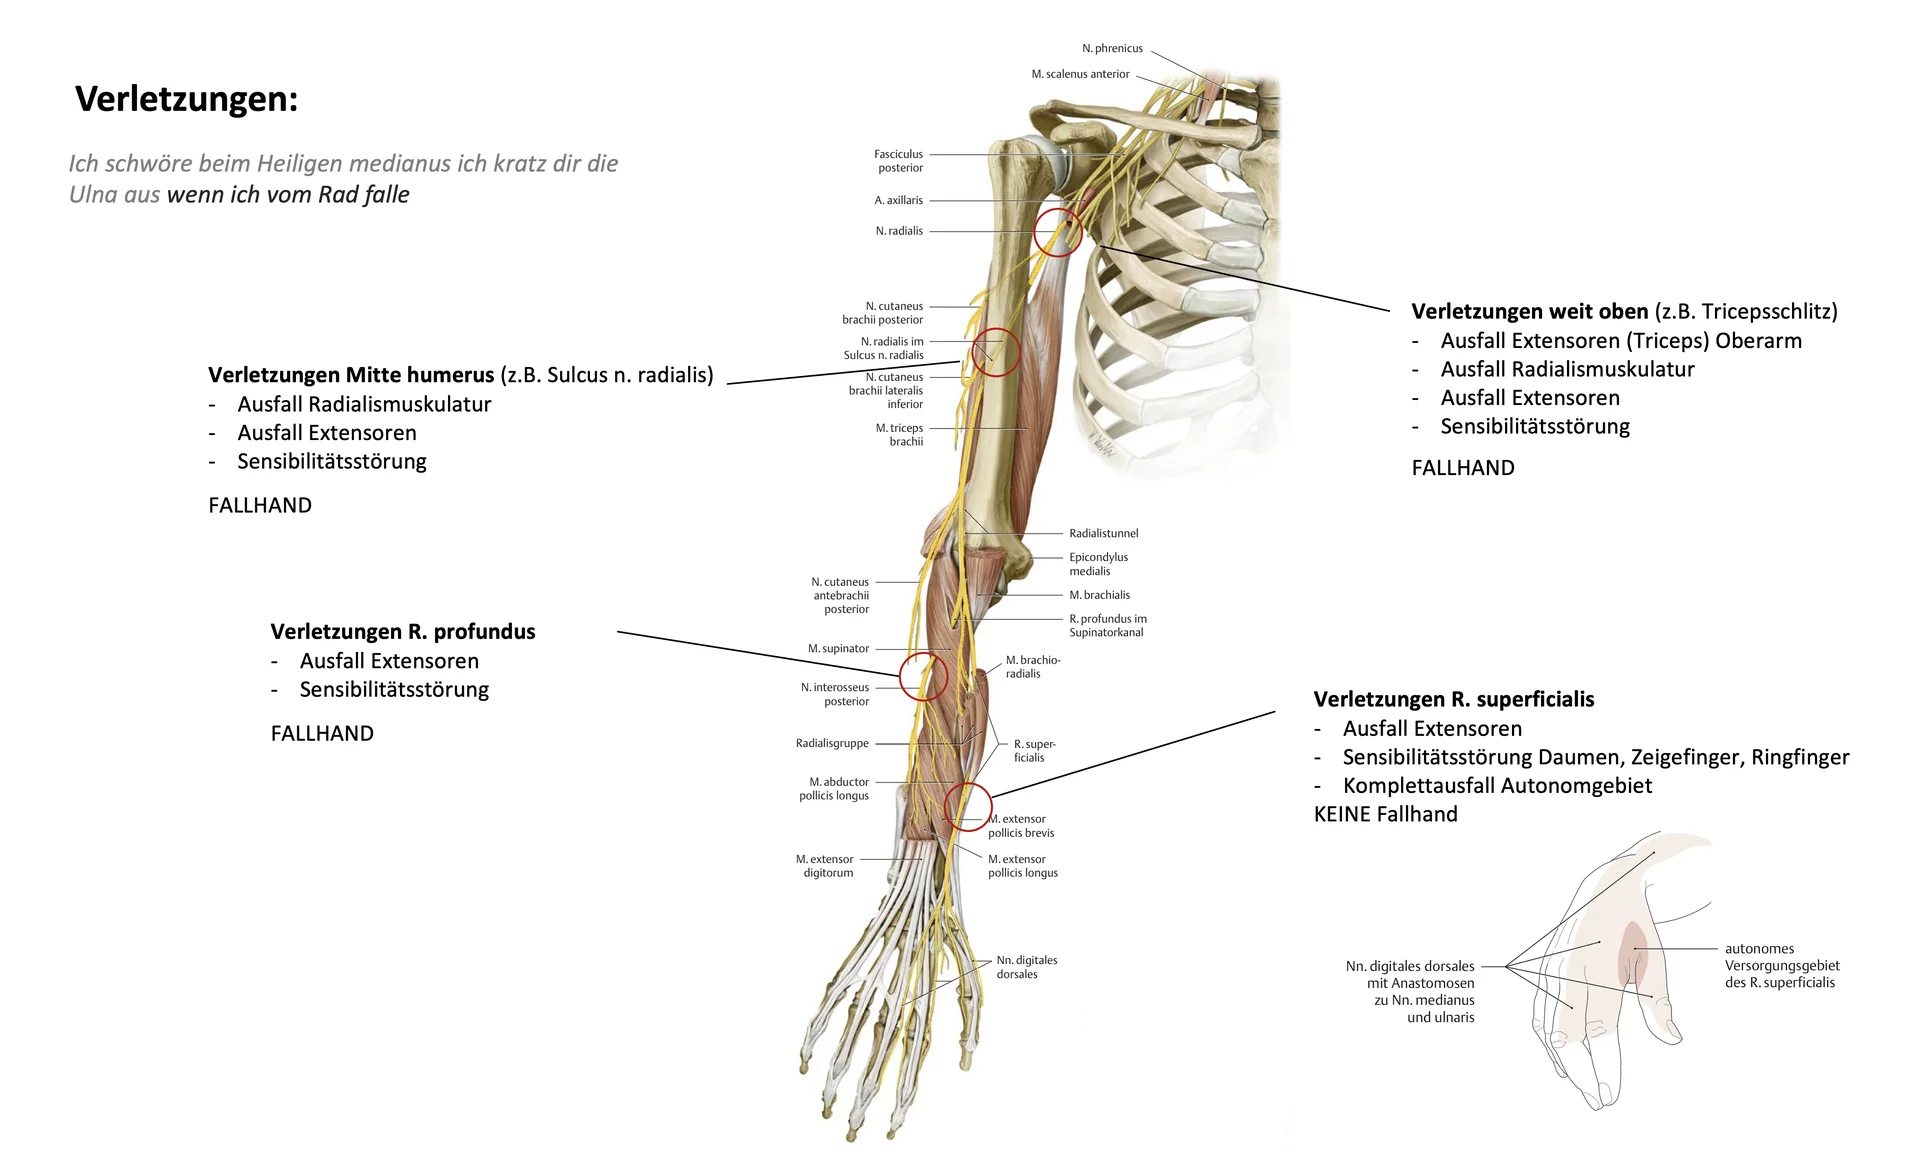 Verletzungen:
Ich schwöre beim Heiligen medianus ich kratz dir die
Ulna aus wenn ich vom Rad falle
N. phrenicus
M. scalenus anterior
Fasciculus
posterior
A. axillaris
N. radialis
N. cutaneus
brachii posterior
N. radialis im
Sulcus n. radialis
N. cutaneus
brachii lateralis
inferior
M. triceps
brachii
Verletzungen weit oben (z.B. Tricepsschlitz)
- Ausfall Extensoren (Triceps) Oberarm
- Ausfall Radialismuskulatur
- Ausfall Extensoren
- Sensibilitätsstörung
FALLHAND
Verletzungen Mitte humerus (z.B. Sulcus n. radialis)
- Ausfall Radialismuskulatur
- Ausfall Extensoren
- Sensibilitätsstörung
FALLHAND
Radialistunnel
Epicondylus
medialis
M. brachialis
R. profundus im
Supinatorkanal
M. brachio-
radialis
R. super-
ficialis
N. cutaneus
antebrachii
posterior
M. supinator
N. interosseus
posterior
Radialisgruppe
M. abductor
pollicis longus
M. extensor
digitorum
M. extensor
pollicis brevis
M. extensor
pollicis longus
Nn. digitales
dorsales
Verletzungen R. profundus
- Ausfall Extensoren
- Sensibilitätsstörung
FALLHAND
Verletzungen R. superficialis
- Ausfall Extensoren
- Sensibilitätsstörung Daumen, Zeigefinger, Ringfinger
- Komplettausfall Autonomgebiet
KEINE Fallhand
Nn. digitales dorsales
mit Anastomosen
zu Nn. medianus
und ulnaris
autonomes
Versorgungsgebiet
des R. superficialis